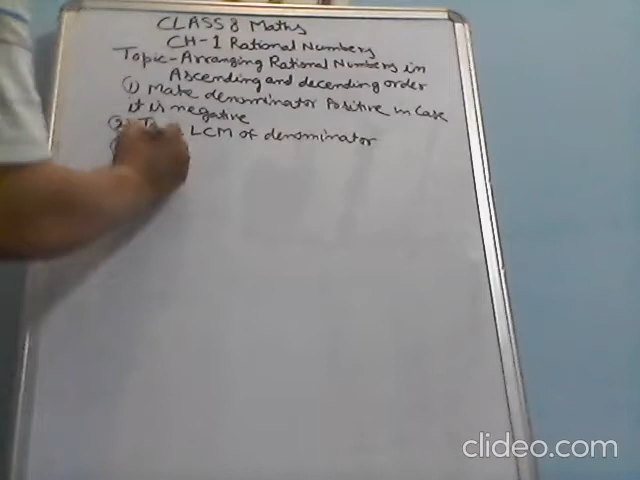 CLASS 8 Maths
CH-1 Rational Numbers
Topic-Arranging Rational Numbers in
Ascending and decending order
① Make denominator Positive in Case
it is negative
② LCM of denominator
clideo.com